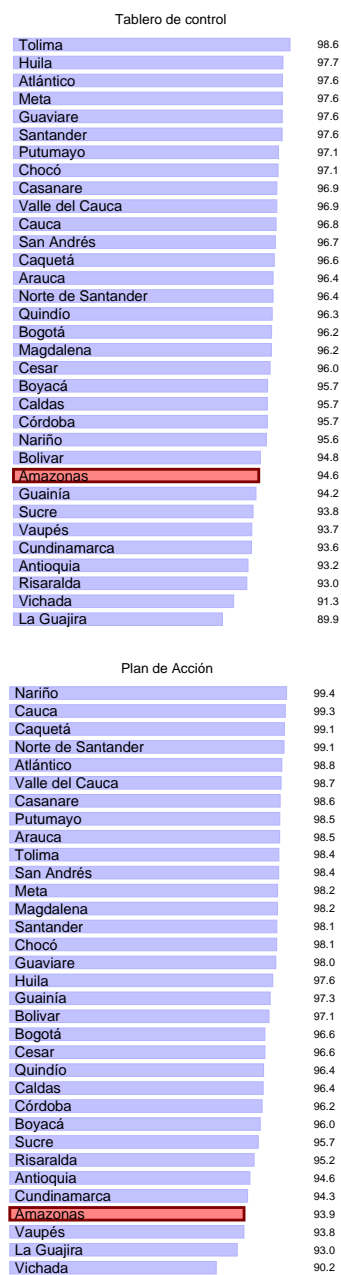 Tablero de control
Tolima 98.6
Huila 97.7
Atlántico 97.6
Meta 97.6
Guaviare 97.6
Santander 97.6
Putumayo 97.1
Chocó 97.1
Casanare 96.9
Valle del Cauca 96.9
Cauca 96.8
San Andrés 96.7
Caquetá 96.6
Arauca 96.4
Norte de Santander 96.4
Quindío 96.3
Bogotá 96.2
Magdalena 96.2
Cesar 96.0
Boyacá 95.7
Caldas 95.7
Córdoba 95.7
Nariño 95.6
Bolivar 94.8
Amazonas 94.6
Guainía 94.2
Sucre 93.8
Vaupés 93.7
Cundinamarca 93.6
Antioquia 93.2
Risaralda 93.0
Vichada 91.3
La Guajira 89.9
Plan de Acción
Nariño 99.4
Cauca 99.3
Caquetá 99.1
Norte de Santander 99.1
Atlántico 98.8
Valle del Cauca 98.7
Casanare 98.6
Putumayo 98.5
Arauca 98.5
Tolima 98.4
San Andrés 98.4
Meta 98.2
Magdalena 98.2
Santander 98.1
Chocó 98.1
Guaviare 98.0
Huila 97.6
Guainía 97.3
Bolivar 97.1
Bogotá 96.6
Cesar 96.6
Quindío 96.4
Caldas 96.4
Córdoba 96.2
Boyacá 96.0
Sucre 95.7
Risaralda 95.2
Antioquia 94.6
Cundinamarca 94.3
Amazonas 93.9
Vaupés 93.8
La Guajira 93.0
Vichada 90.2